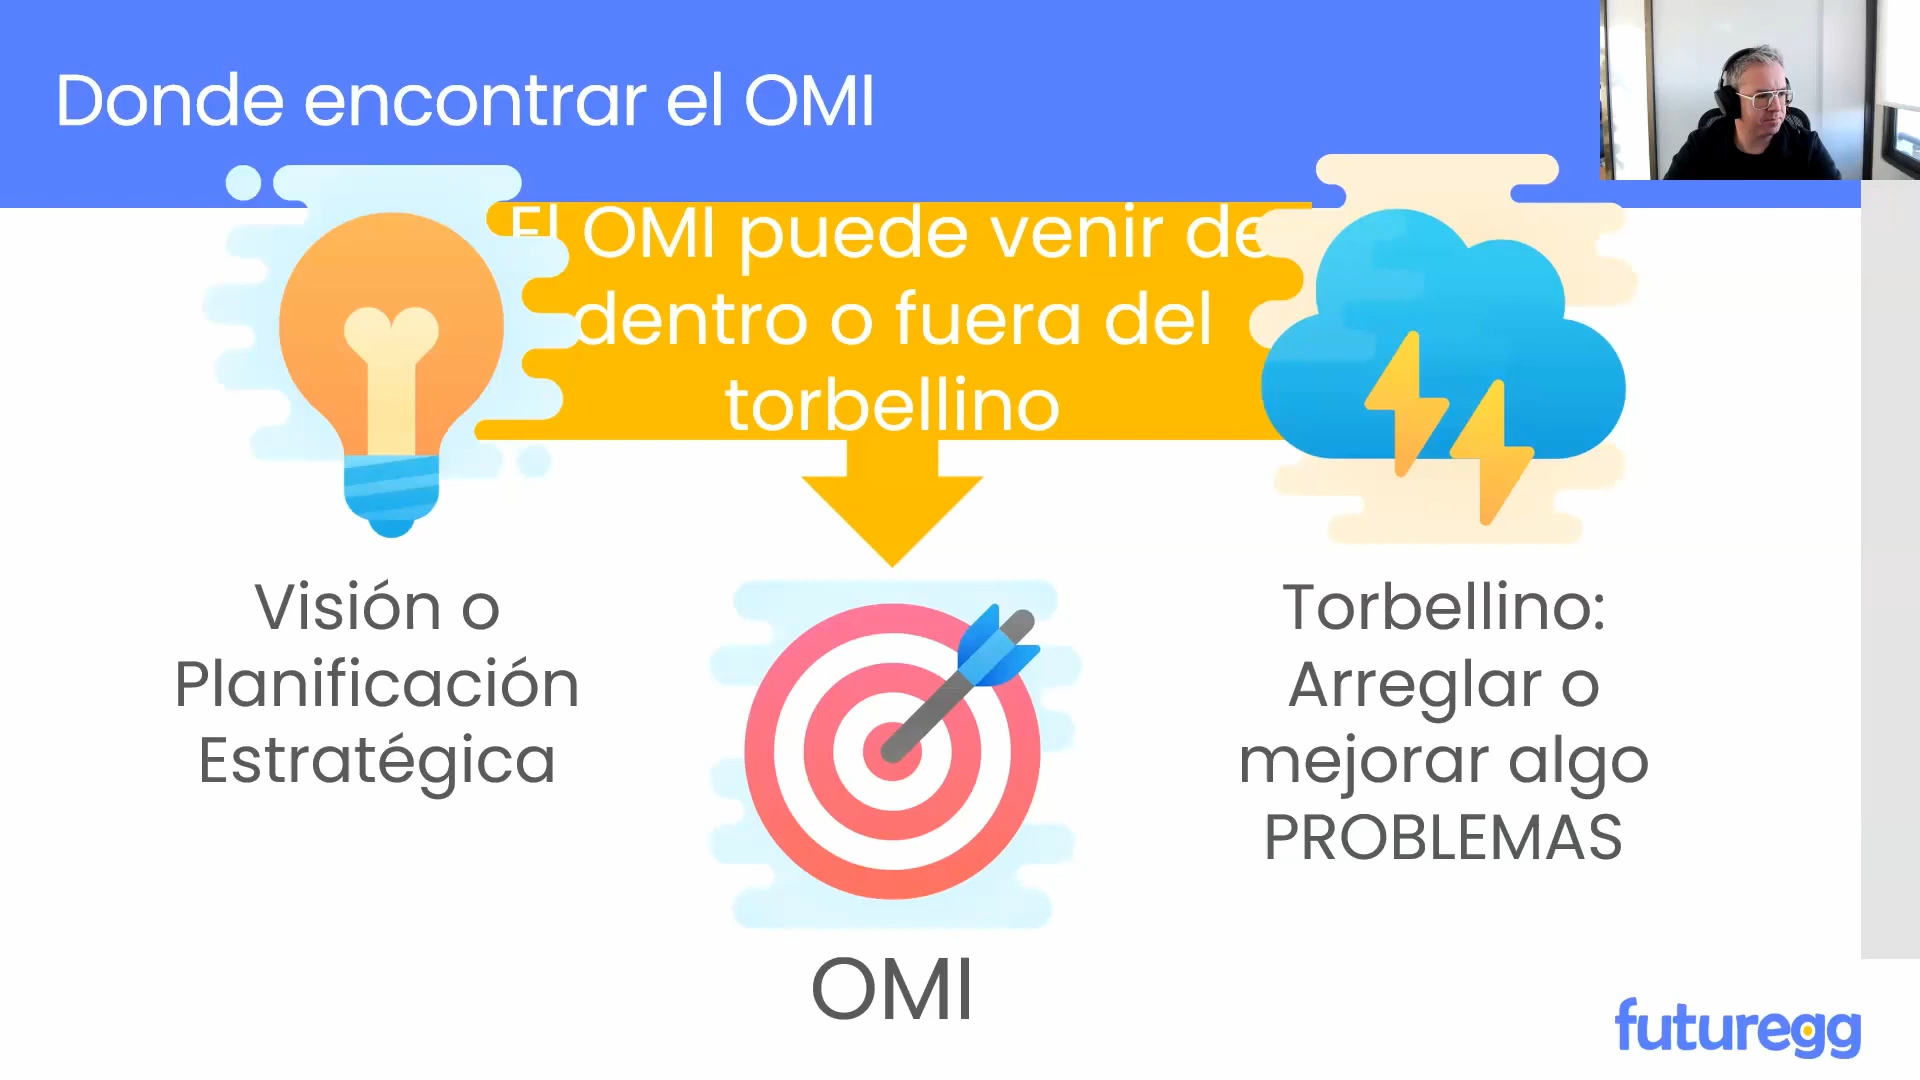 Donde encontrar el OMI
El OMI puede venir de
dentro o fuera del
torbellino
Visión o
Planificación
Estratégica
Torbellino:
Arreglar o
mejorar algo
PROBLEMAS
OMI
futuregg